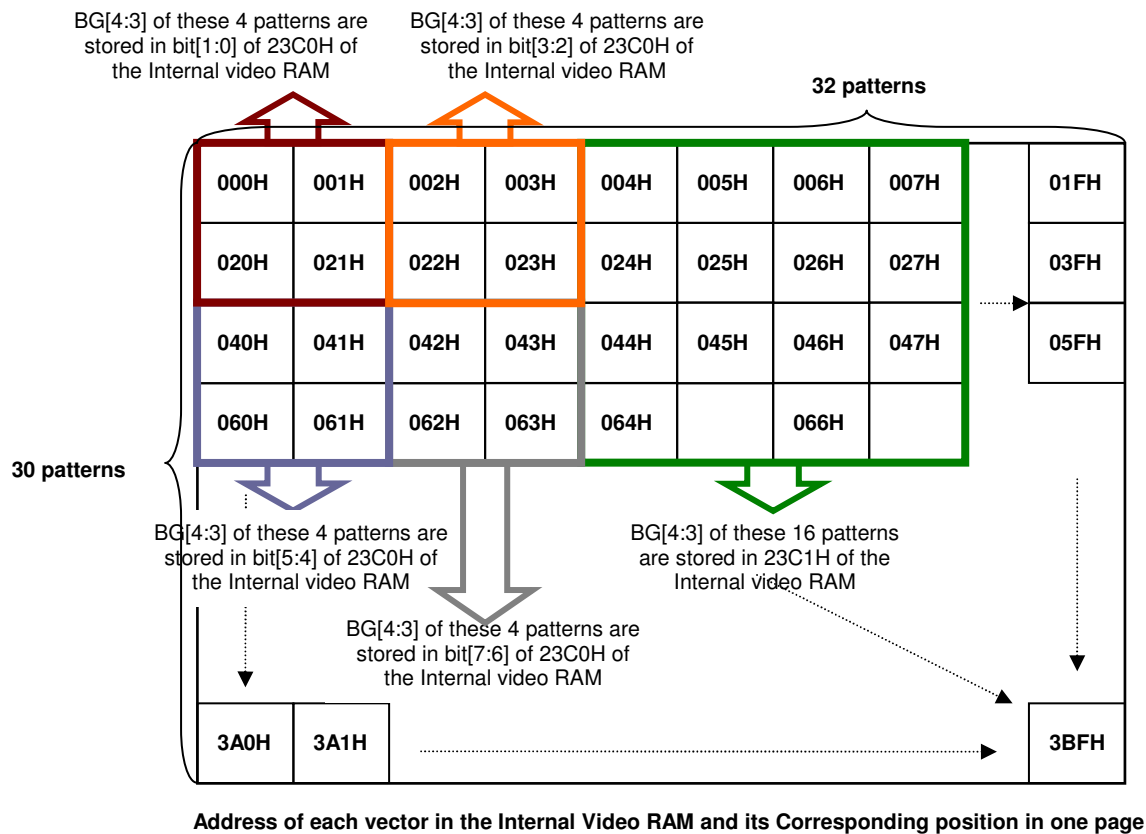 BG[4:3] of these 4 patterns are
stored in bit[1:0] of 23C0H of
the Internal video RAM
BG[4:3] of these 4 patterns are
stored in bit[3:2] of 23C0H of
the Internal video RAM
32 patterns
000H 001H 002H 003H 004H 005H 006H 007H 01FH
020H 021H 022H 023H 024H 025H 026H 027H 03FH
040H 041H 042H 043H 044H 045H 046H 047H 05FH
060H 061H 062H 063H 064H 066H
30 patterns
BG[4:3] of these 4 patterns are
stored in bit[5:4] of 23C0H of
the Internal video RAM
BG[4:3] of these 16 patterns
are stored in 23C1H of the
Internal video RAM
BG[4:3] of these 4 patterns are
stored in bit[7:6] of 23C0H of
the Internal video RAM
3A0H 3A1H 3BFH
Address of each vector in the Internal Video RAM and its Corresponding position in one page